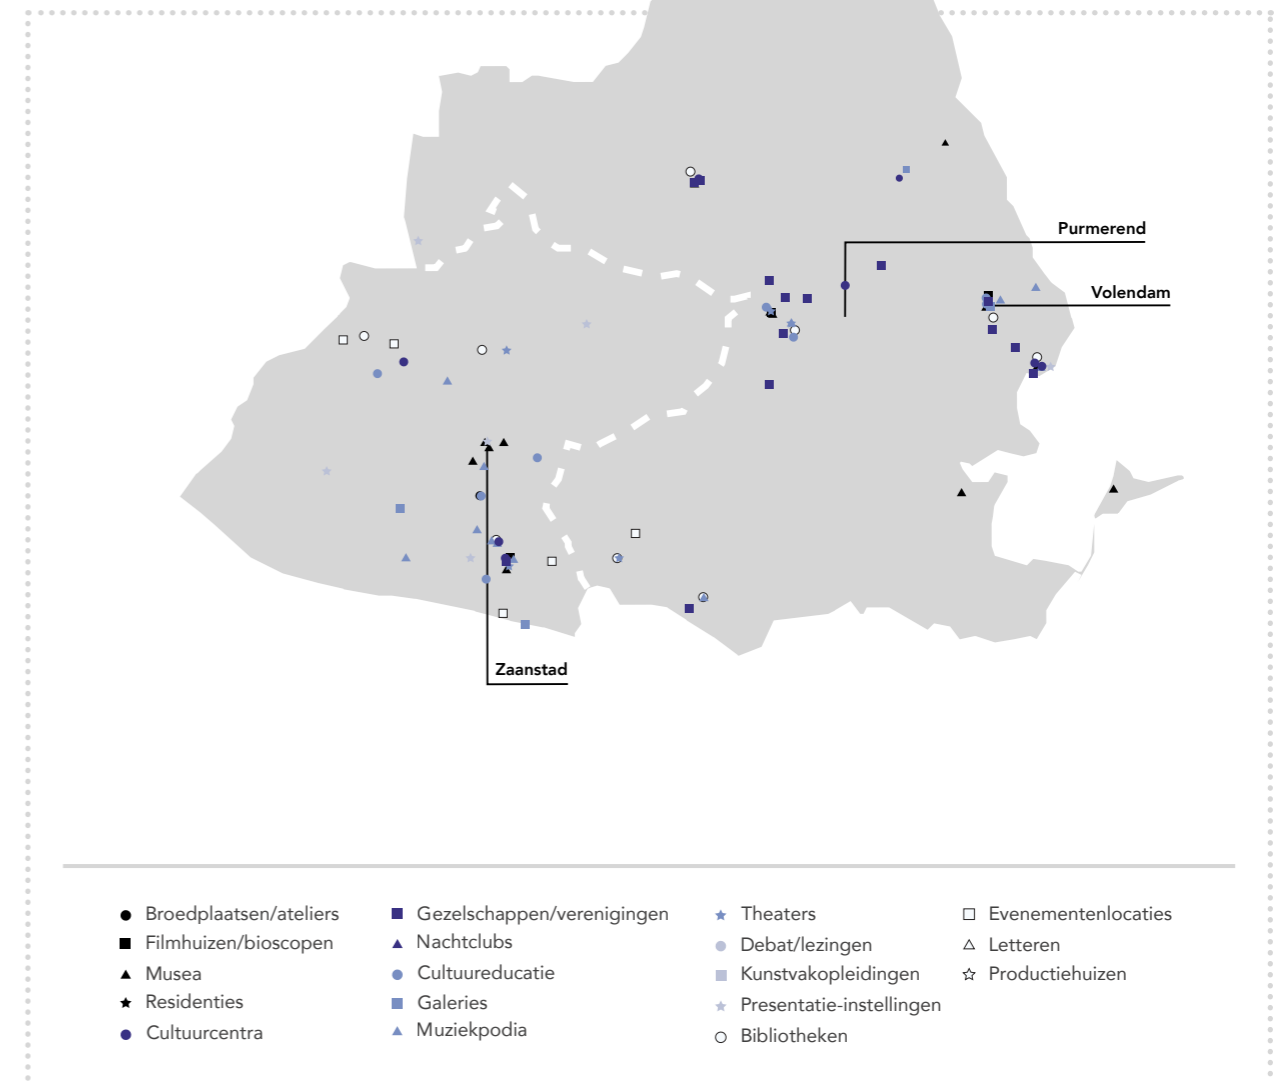 Purmerend
Volendam
Zaanstad
Broedplaatsen/ateliers
Filmhuizen/bioscopen
Musea
Residenties
Cultuurcentra
Gezelschappen/verenigingen
Nachtclubs
Cultuureducatie
Galeries
Muziekpodia
Theaters
Debat/lezingen
Kunstvakopleidingen
Presentatie-instellingen
Bibliotheken
Evenementenlocaties
Letteren
Productiehuizen